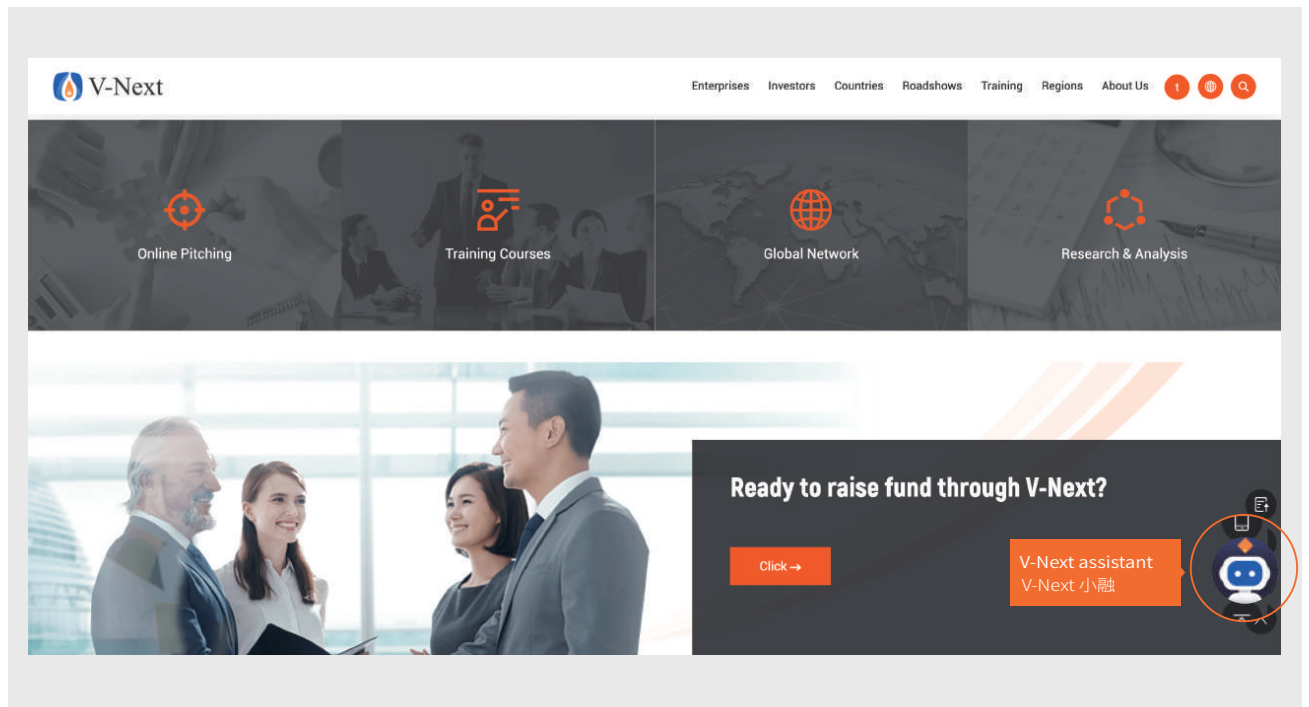 V-Next
Enterprises Investors Countries Roadshows Training Regions About Us t
Online Pitching
Training Courses
Global Network
Research & Analysis
Ready to raise fund through V-Next?
Click →
V-Next assistant
V-Next 小融